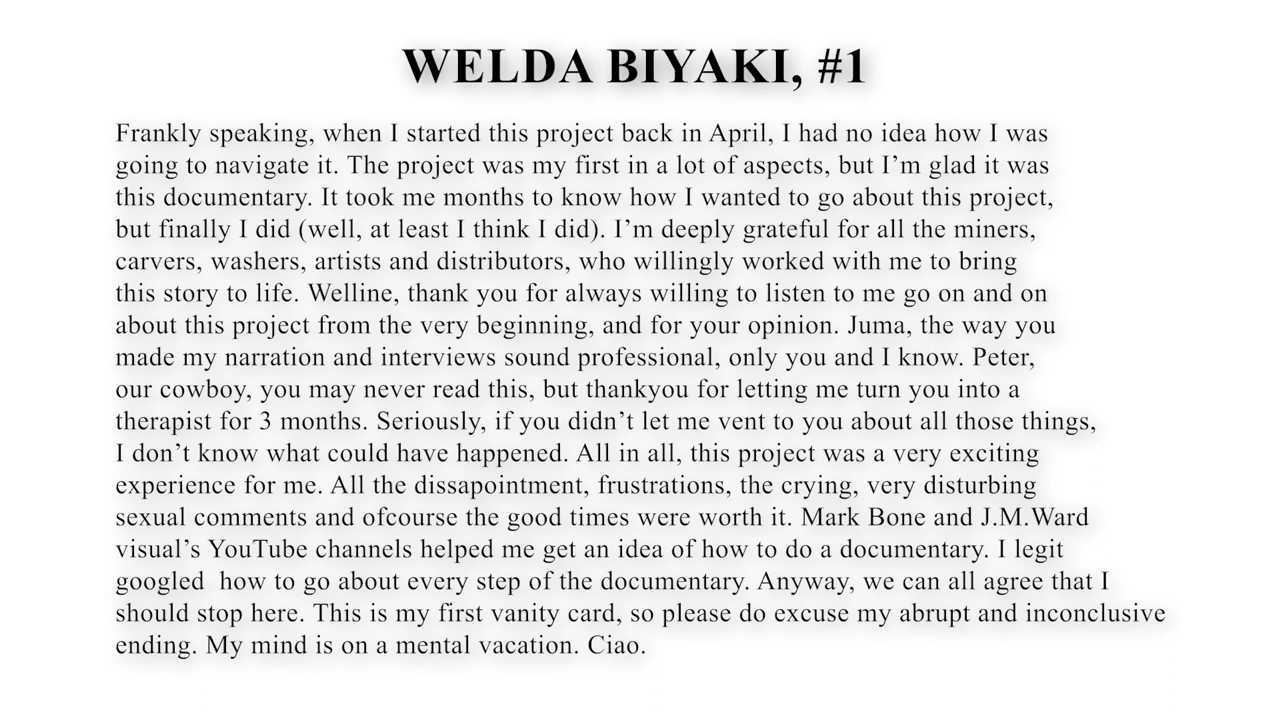 WELDA BIYAKI, #1
Frankly speaking, when I started this project back in April, I had no idea how I was
going to navigate it. The project was my first in a lot of aspects, but I’m glad it was
this documentary. It took me months to know how I wanted to go about this project,
but finally I did (well, at least I think I did). I’m deeply grateful for all the miners,
carvers, washers, artists and distributors, who willingly worked with me to bring
this story to life. Welline, thank you for always willing to listen to me go on and on
about this project from the very beginning, and for your opinion. Juma, the way you
made my narration and interviews sound professional, only you and I know. Peter,
our cowboy, you may never read this, but thankyou for letting me turn you into a
therapist for 3 months. Seriously, if you didn’t let me vent to you about all those things,
I don’t know what could have happened. All in all, this project was a very exciting
experience for me. All the dissapointment, frustrations, the crying, very disturbing
sexual comments and ofcourse the good times were worth it. Mark Bone and J.M.Ward
visual’s YouTube channels helped me get an idea of how to do a documentary. I legit
googled  how to go about every step of the documentary. Anyway, we can all agree that I
should stop here. This is my first vanity card, so please do excuse my abrupt and inconclusive
ending. My mind is on a mental vacation. Ciao.